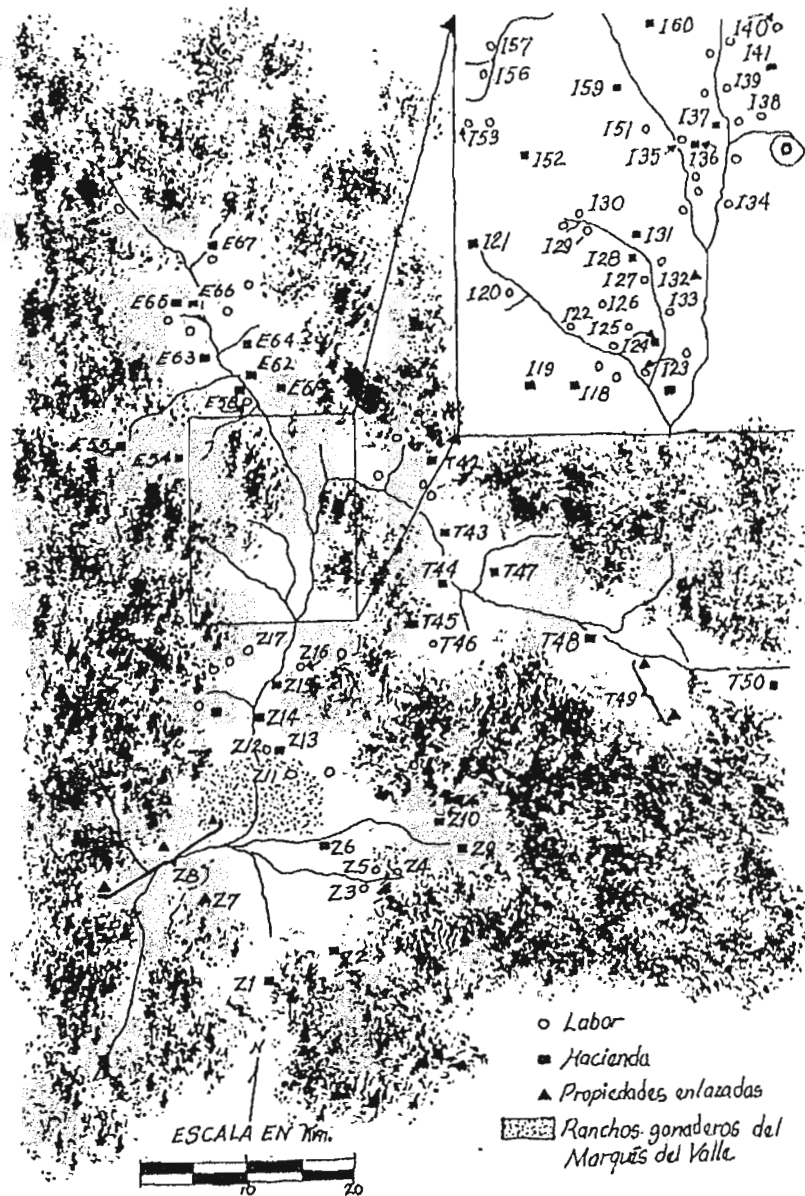 I57
I56
I53
I60
I59
I52
I51
I35
I37
I36
I40
I41
I39
I38
I34
I30
I29
I31
I28
I21
I20
I27
I32
I33
I26
I22
I25
I24
I23
I19
I18
E67
E65
E66
E64
E63
E62
E61
E58
E55
E54
T42
T43
T44
T47
T45
T46
T48
T49
T50
Z17
Z16
Z15
Z14
Z12
Z13
Z11
Z10
Z9
Z6
Z5
Z4
Z3
Z8
Z7
Z2
Z1
Labor
Hacienda
Propiedades enlazadas
Ranchos ganaderos del
Marqués del Valle
ESCALA EN Km.
10 20